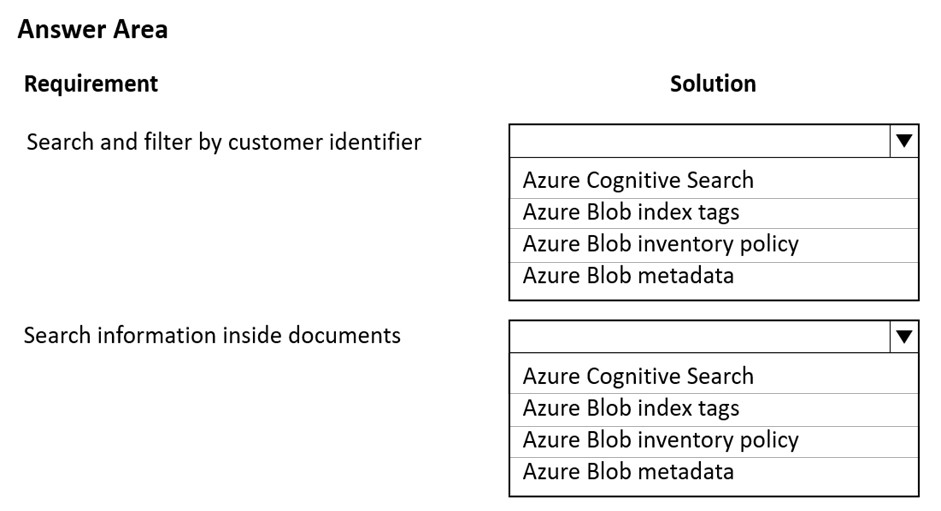 Answer Area
Requirement Solution
Search and filter by customer identifier
Azure Cognitive Search
Azure Blob index tags
Azure Blob inventory policy
Azure Blob metadata
Search information inside documents
Azure Cognitive Search
Azure Blob index tags
Azure Blob inventory policy
Azure Blob metadata